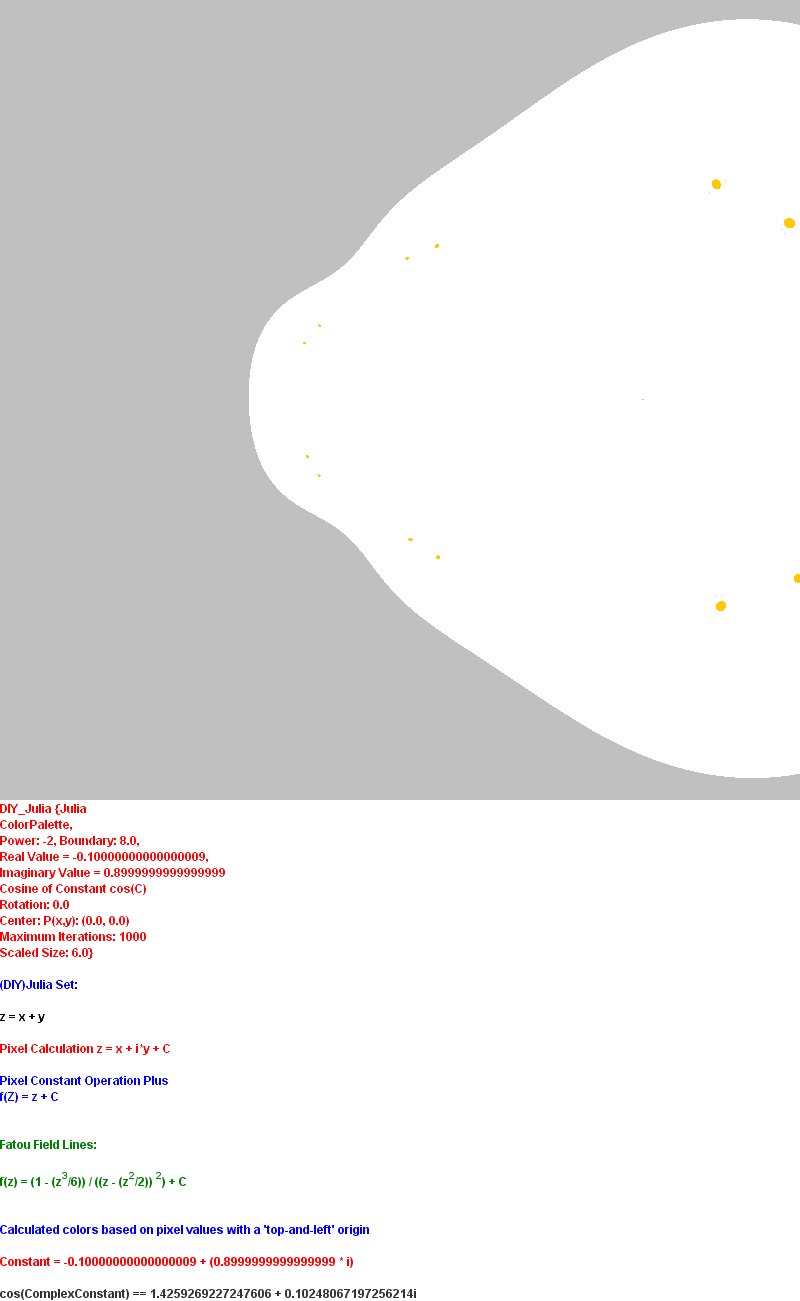 DIY_Julia {Julia
ColorPalette,
Power: -2, Boundary: 8.0,
Real Value = -0.10000000000000009,
Imaginary Value = 0.8999999999999999
Cosine of Constant cos(C)
Rotation: 0.0
Center: P(x,y): (0.0, 0.0)
Maximum Iterations: 1000
Scaled Size: 6.0}
(DIY)Julia Set:
z = x + y
Pixel Calculation z = x + i*y + C
Pixel Constant Operation Plus
f(Z) = z + C
Fatou Field Lines:
f(z) = (1 - (z^3/6)) / ((z - (z^2/2))^2) + C
Calculated colors based on pixel values with a 'top-and-left' origin
Constant = -0.10000000000000009 + (0.8999999999999999 * i)
cos(ComplexConstant) == 1.4259269227247606 + 0.10248067197256214i